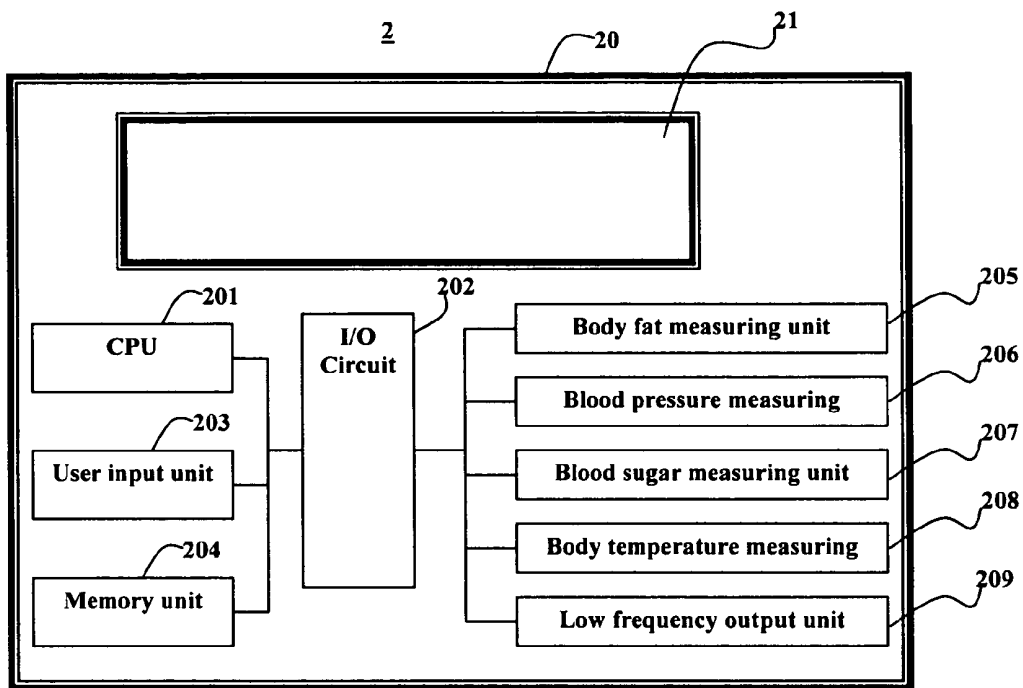 2
20
21
201
CPU
202
I/O
Circuit
203
User input unit
204
Memory unit
205
Body fat measuring unit
206
Blood pressure measuring
207
Blood sugar measuring unit
208
Body temperature measuring
209
Low frequency output unit